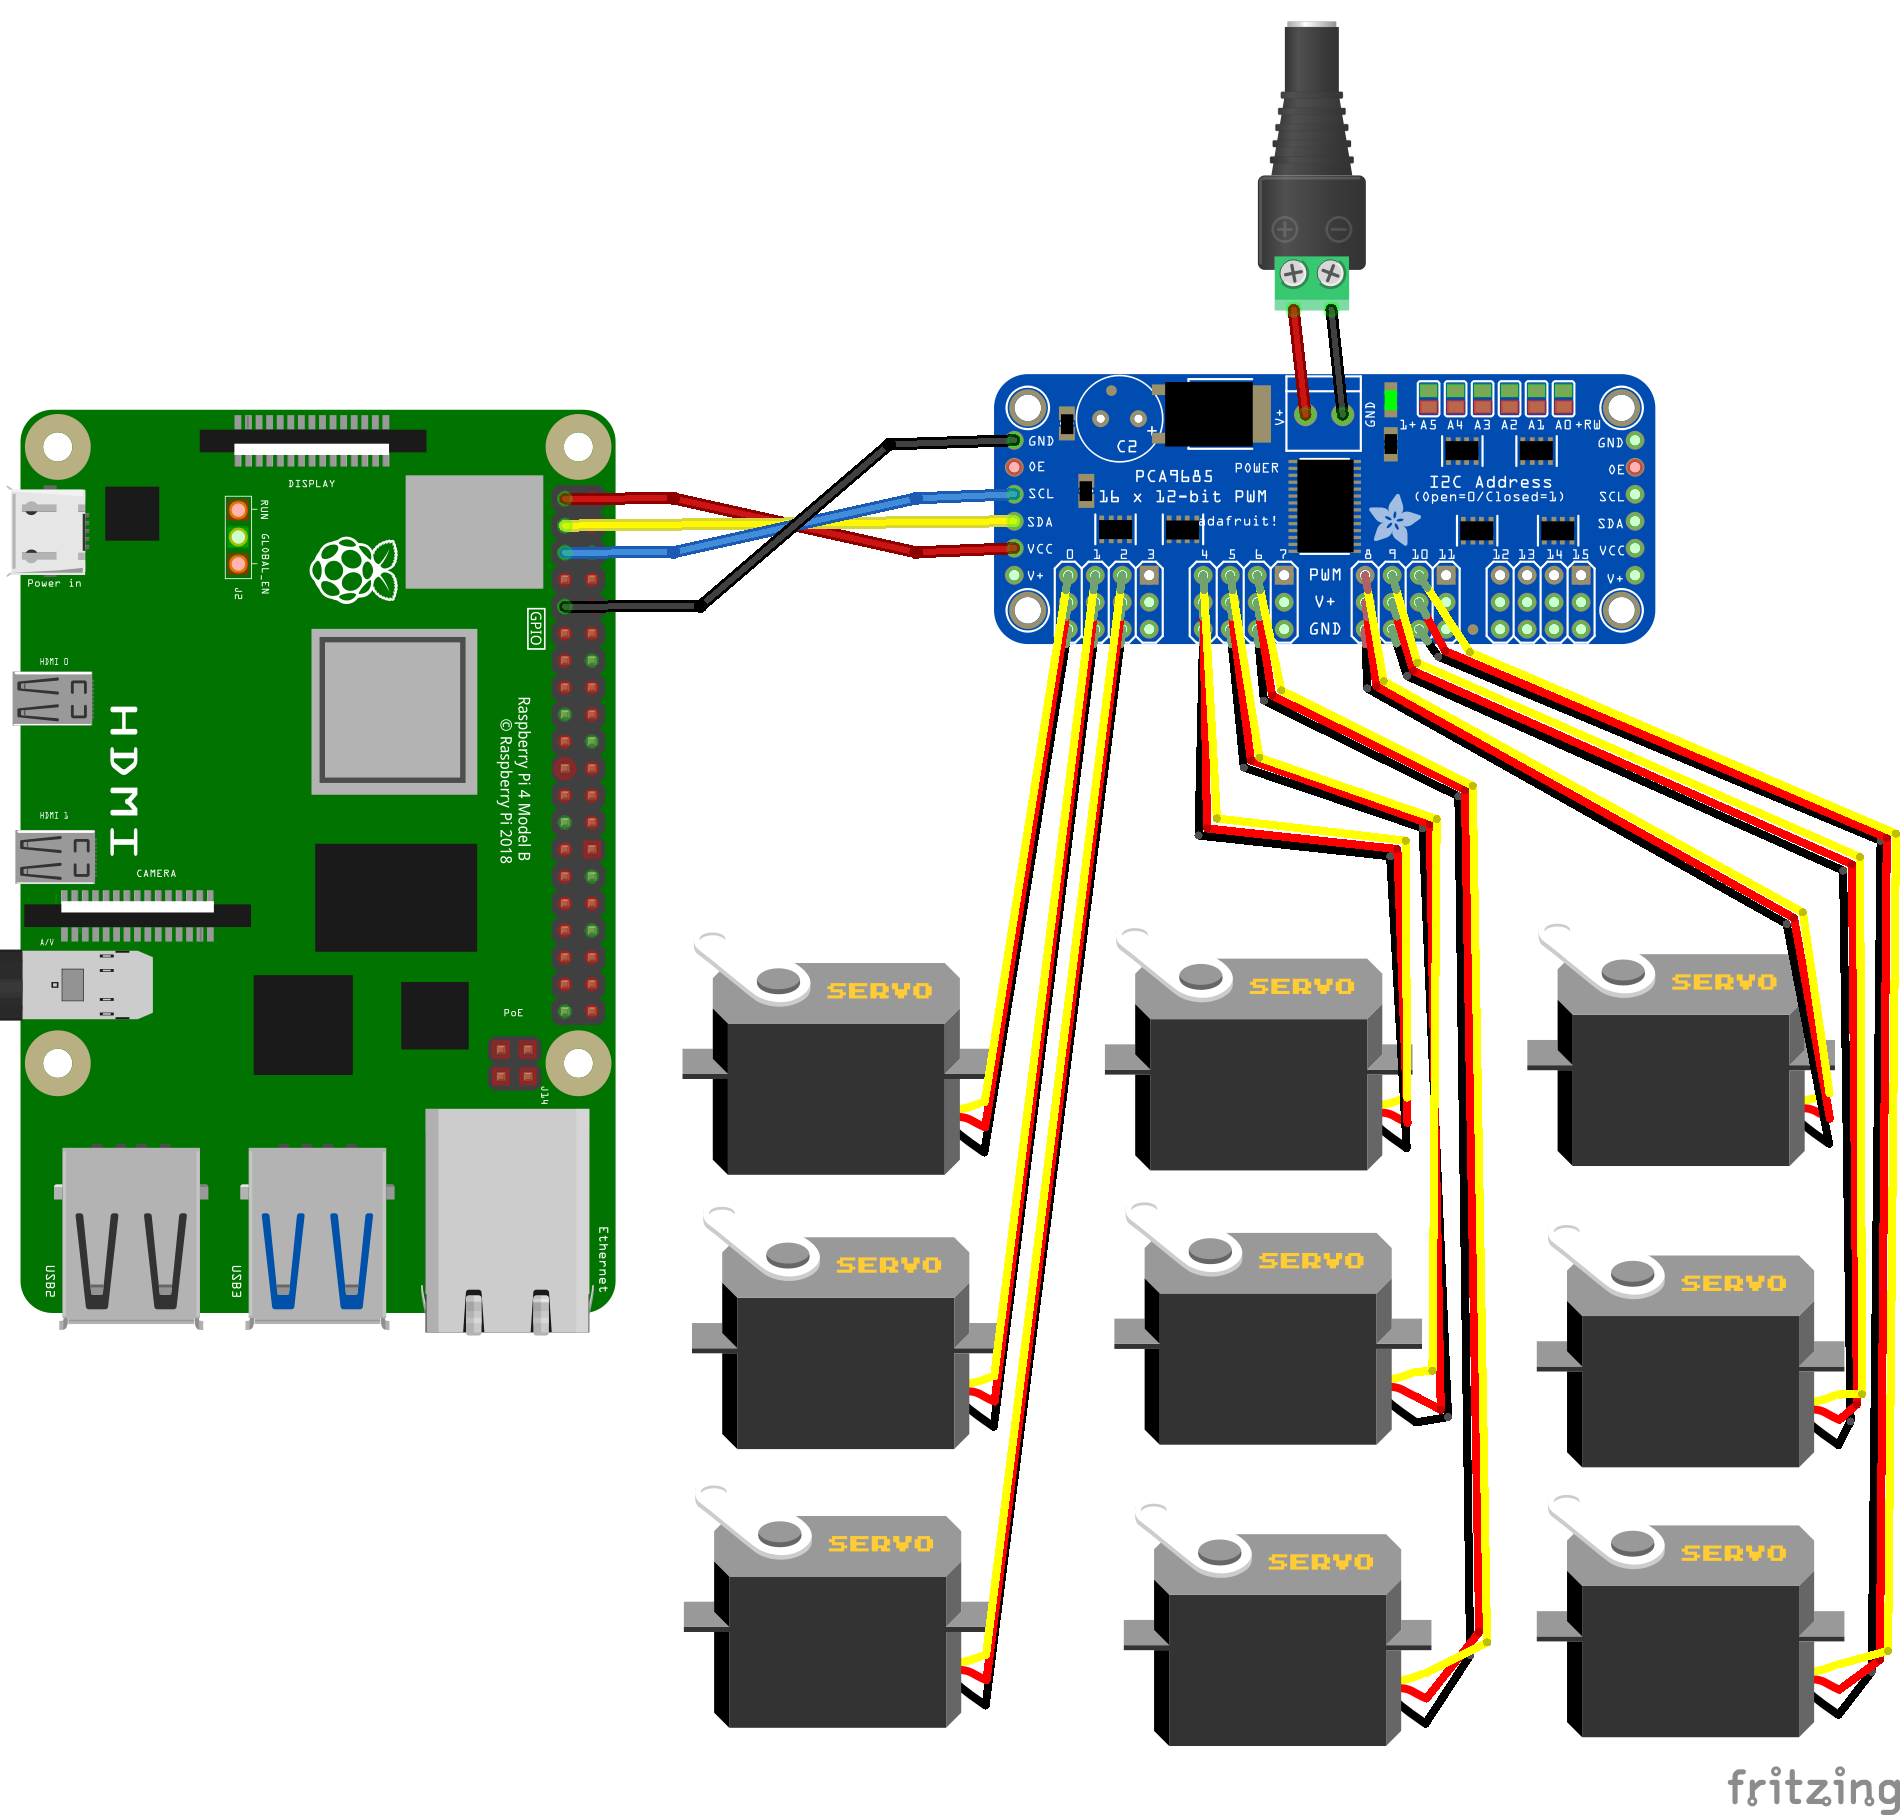 DISPLAY
RUN
GLOBAL_EN
J2
Power in
GPIO
HDMI 0
HDMI
HDMI 1
Raspberry Pi 4 Model B
© Raspberry Pi 2018
CAMERA
A/V
PoE
J14
USB2
USB3
Ethernet
V+
GND
C2
+
1+ A5 A4 A3 A2 A1 A0 +RW
GND
OE
SCL
SDA
VCC
V+
PCA9685
16 x 12-bit PWM
POWER
adafruit!
I2C Address
(Open=0/Closed=1)
GND
OE
SCL
SDA
VCC
V+
0 1 2 3 4 5 6 7 8 9 10 11 12 13 14 15
PWM
V+
GND
SERVO
SERVO
SERVO
SERVO
SERVO
SERVO
SERVO
SERVO
SERVO
fritzing